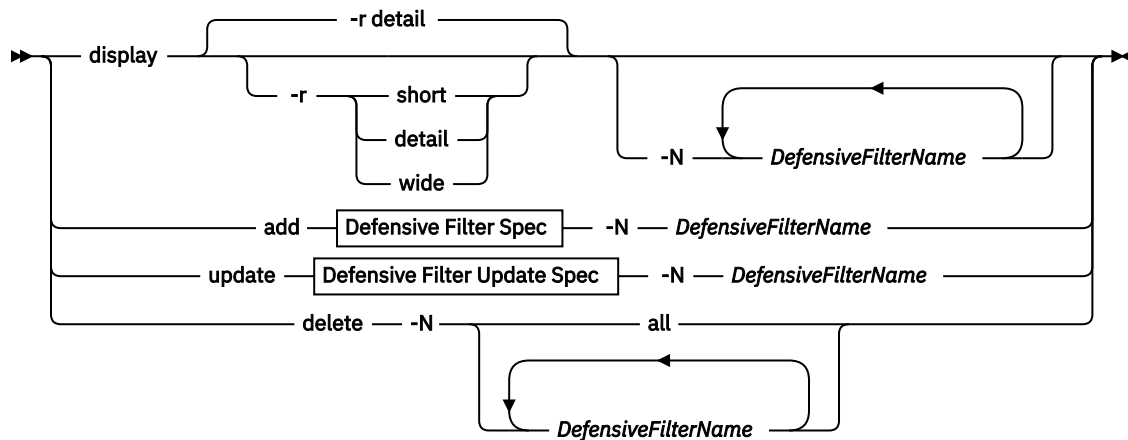 -r detail
display
-r short
detail
wide
-N DefensiveFilterName
add Defensive Filter Spec -N DefensiveFilterName
update Defensive Filter Update Spec -N DefensiveFilterName
delete -N all
DefensiveFilterName